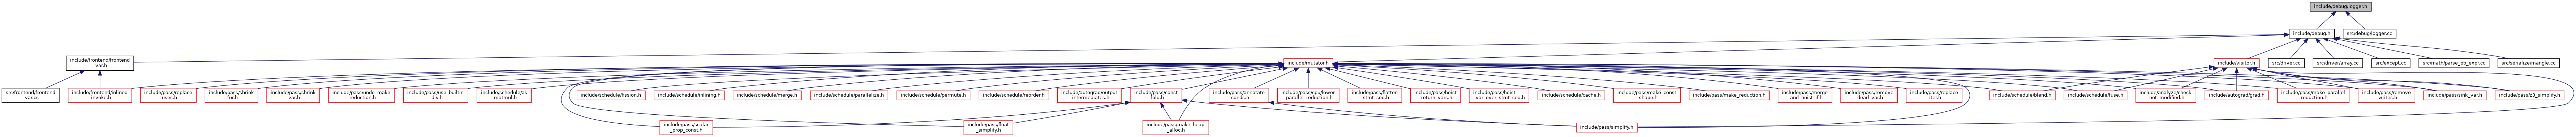 include/debug/logger.h
include/debug.h
src/debug/logger.cc
include/frontend/frontend
_var.h
include/mutator.h
include/visitor.h
src/driver.cc
src/driver/array.cc
src/except.cc
src/math/parse_pb_expr.cc
src/serialize/mangle.cc
src/frontend/frontend
_var.cc
include/frontend/inlined
_invoke.h
include/pass/replace
_uses.h
include/pass/shrink
_for.h
include/pass/shrink
_var.h
include/pass/undo_make
_reduction.h
include/pass/use_builtin
_div.h
include/schedule/as
_matmul.h
include/schedule/fission.h
include/schedule/inlining.h
include/schedule/merge.h
include/schedule/parallelize.h
include/schedule/permute.h
include/schedule/reorder.h
include/autograd/output
_intermediates.h
include/pass/const
_fold.h
include/pass/annotate
_conds.h
include/pass/cpu/lower
_parallel_reduction.h
include/pass/flatten
_stmt_seq.h
include/pass/hoist
_return_vars.h
include/pass/hoist
_var_over_stmt_seq.h
include/schedule/cache.h
include/pass/make_const
_shape.h
include/pass/make_reduction.h
include/pass/merge
_and_hoist_if.h
include/pass/remove
_dead_var.h
include/pass/replace
_iter.h
include/schedule/blend.h
include/schedule/fuse.h
include/analyze/check
_not_modified.h
include/autograd/grad.h
include/pass/make_parallel
_reduction.h
include/pass/remove
_writes.h
include/pass/sink_var.h
include/pass/z3_simplify.h
include/pass/scalar
_prop_const.h
include/pass/float
_simplify.h
include/pass/make_heap
_alloc.h
include/pass/simplify.h